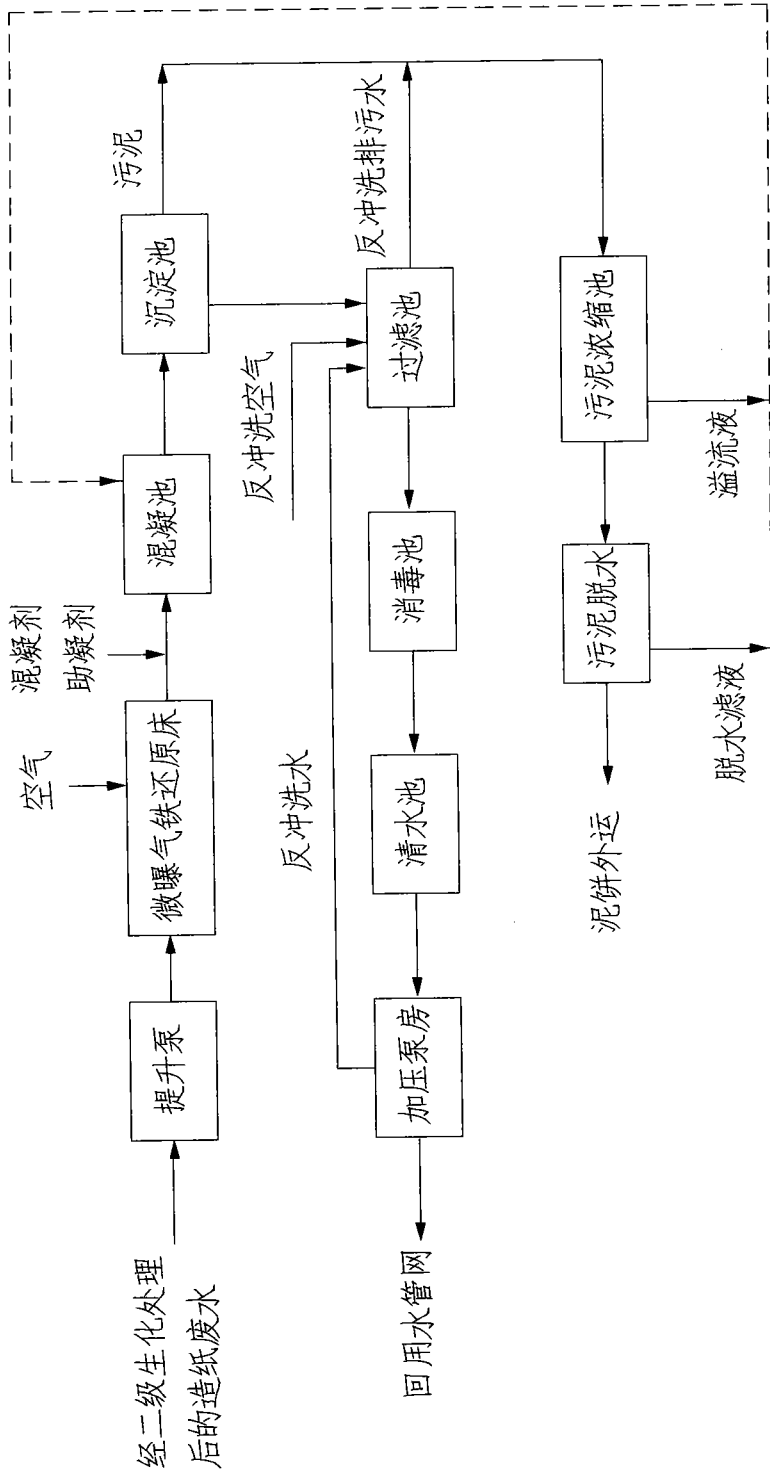 经二级生化处理
后的造纸废水
提升泵
空气
微曝气铁还原床
混凝剂
助凝剂
混凝池
沉淀池
污泥
反冲洗水
反冲洗空气
反冲洗排污水
回用水管网
加压泵房
清水池
消毒池
过滤池
泥饼外运
污泥脱水
污泥浓缩池
脱水滤液
溢流液